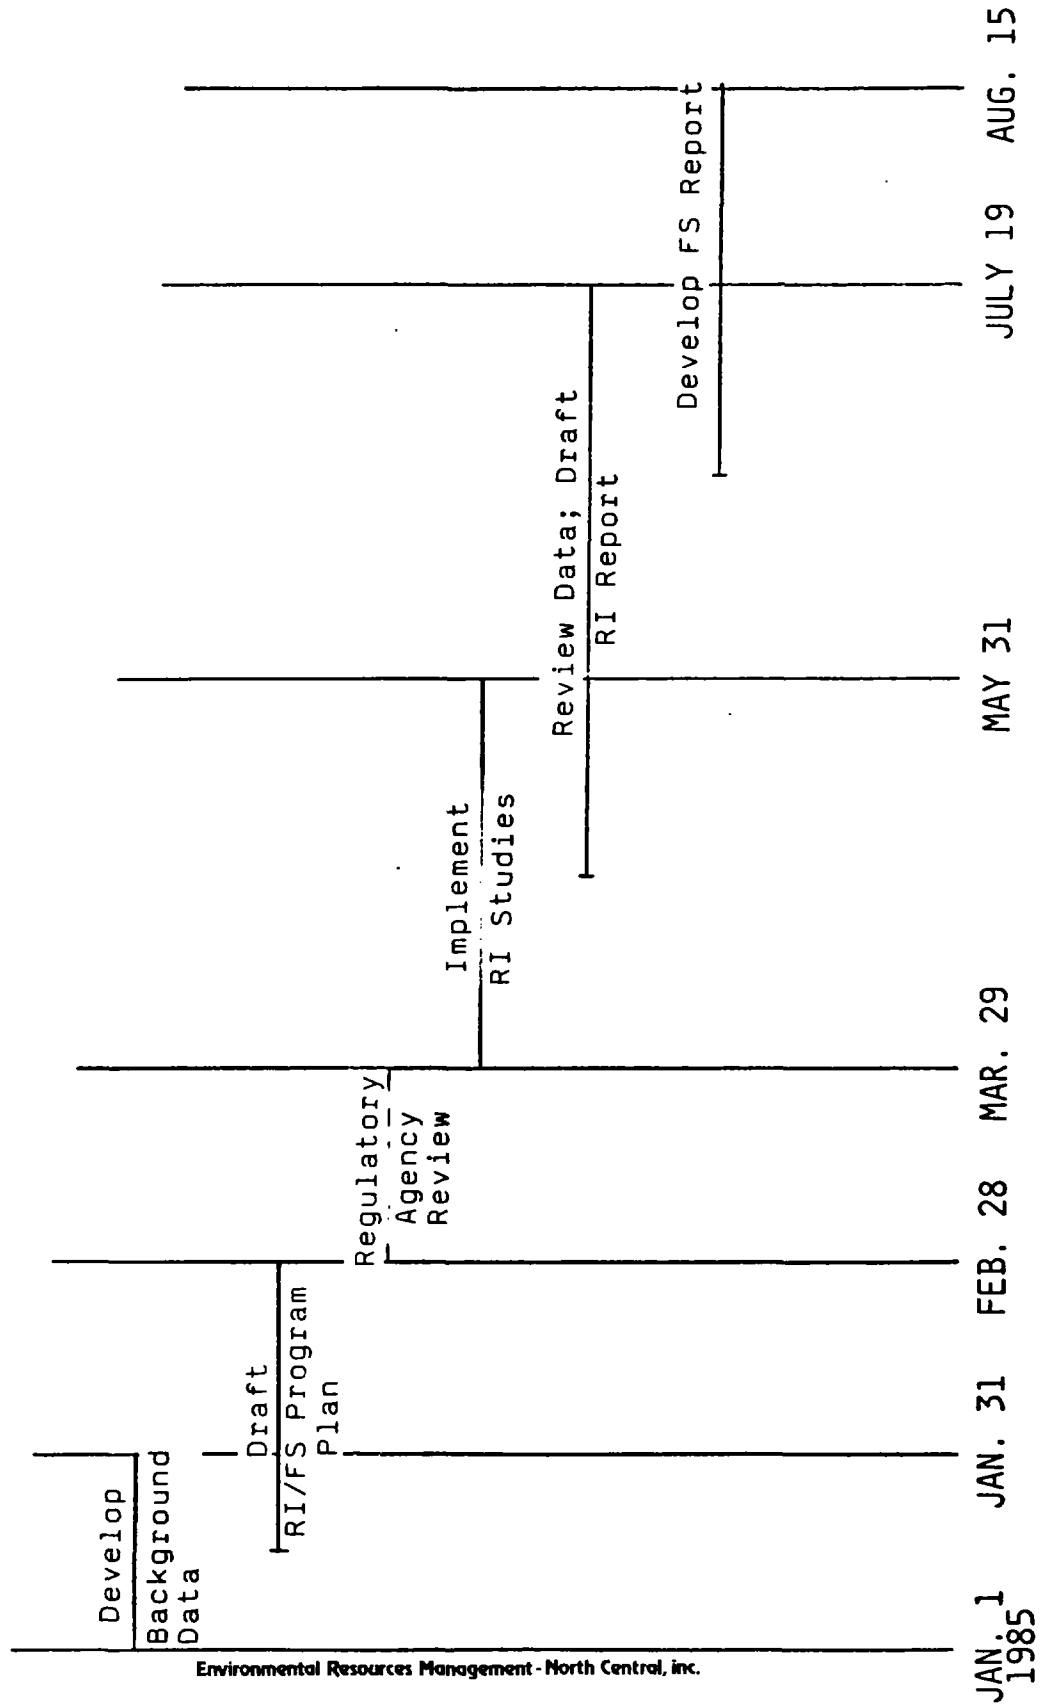 Develop
Background
Data
Draft
RI/FS Program
Plan
Regulatory
Agency
Review
Implement
RI Studies
Review Data; Draft
RI Report
Develop FS Report
JAN. 1
1985
JAN. 31
FEB. 28
MAR. 29
MAY 31
JULY 19
AUG. 15
Environmental Resources Management - North Central, inc.